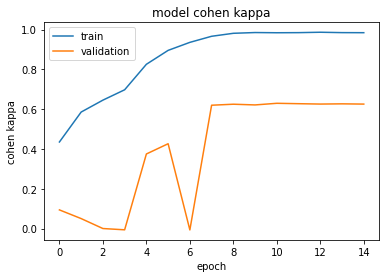 model cohen kappa
train
validation
cohen kappa
1.0
0.8
0.6
0.4
0.2
0.0
0 2 4 6 8 10 12 14
epoch